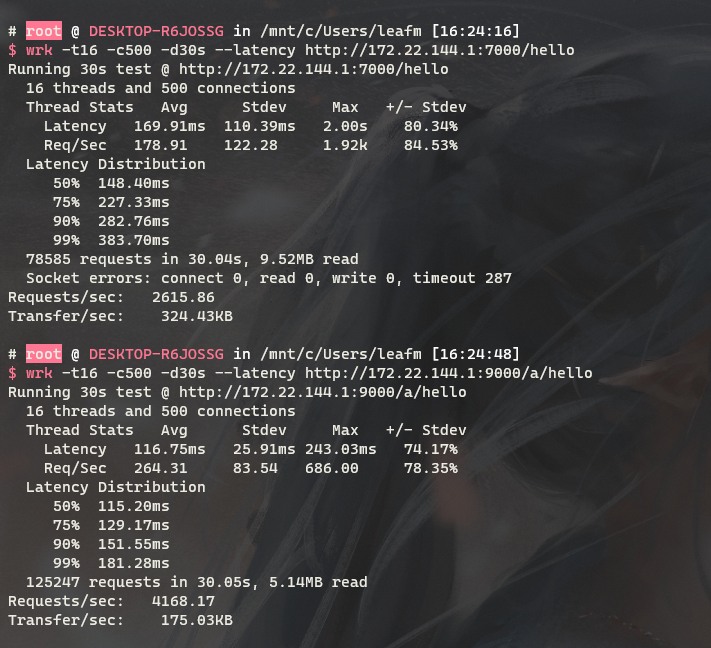 # root @ DESKTOP-R6JOSSG in /mnt/c/Users/leafm [16:24:16]
$ wrk -t16 -c500 -d30s --latency http://172.22.144.1:7000/hello
Running 30s test @ http://172.22.144.1:7000/hello
  16 threads and 500 connections
  Thread Stats   Avg      Stdev     Max   +/- Stdev
    Latency   169.91ms  110.39ms   2.00s    80.34%
    Req/Sec   178.91    122.28     1.92k    84.53%
  Latency Distribution
     50%  148.40ms
     75%  227.33ms
     90%  282.76ms
     99%  383.70ms
  78585 requests in 30.04s, 9.52MB read
  Socket errors: connect 0, read 0, write 0, timeout 287
Requests/sec:   2615.86
Transfer/sec:    324.43KB
# root @ DESKTOP-R6JOSSG in /mnt/c/Users/leafm [16:24:48]
$ wrk -t16 -c500 -d30s --latency http://172.22.144.1:9000/a/hello
Running 30s test @ http://172.22.144.1:9000/a/hello
  16 threads and 500 connections
  Thread Stats   Avg      Stdev     Max   +/- Stdev
    Latency   116.75ms   25.91ms 243.03ms   74.17%
    Req/Sec   264.31     83.54   686.00     78.35%
  Latency Distribution
     50%  115.20ms
     75%  129.17ms
     90%  151.55ms
     99%  181.28ms
  125247 requests in 30.05s, 5.14MB read
Requests/sec:   4168.17
Transfer/sec:    175.03KB